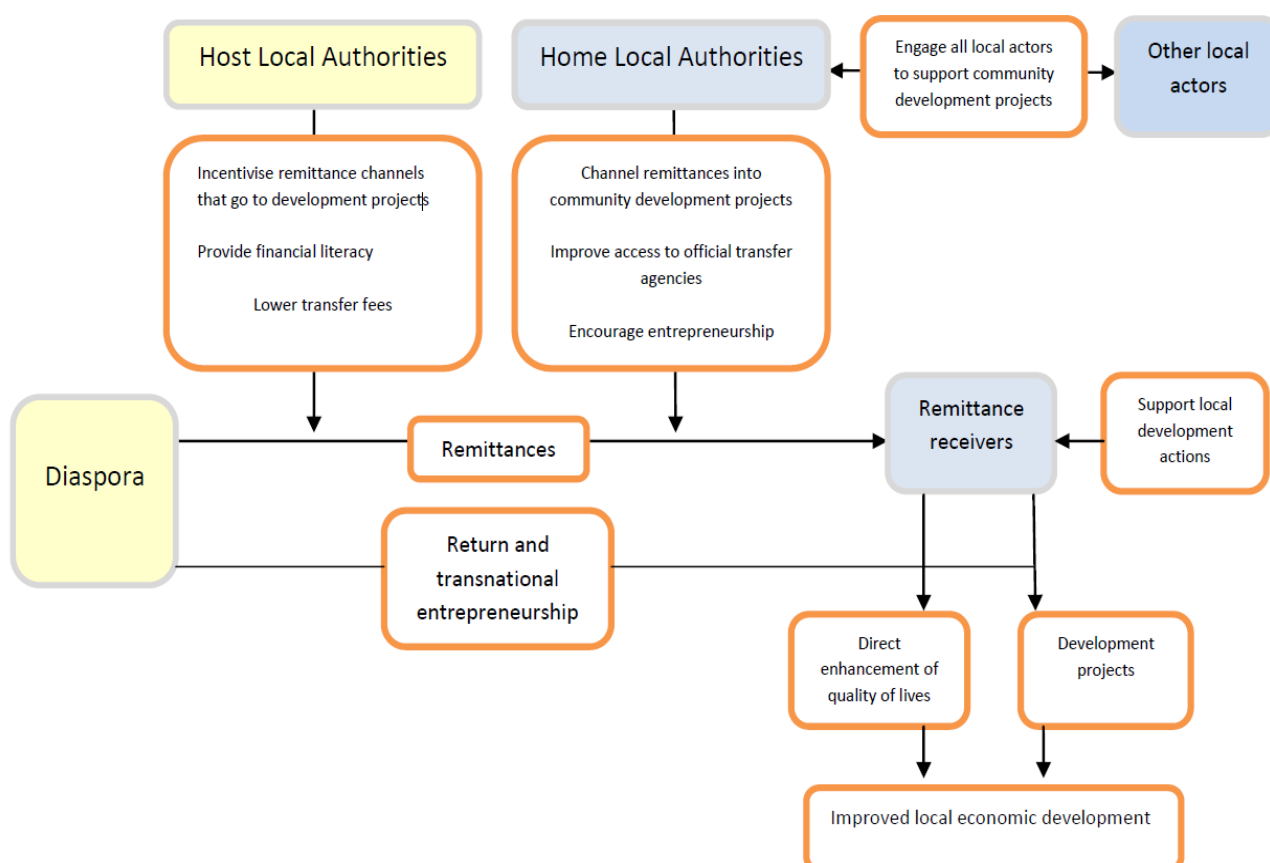 Host Local Authorities
Home Local Authorities
Engage all local actors
to support community
development projects
Other local
actors
Incentivise remittance channels
that go to development projects
Provide financial literacy
Lower transfer fees
Channel remittances into
community development projects
Improve access to official transfer
agencies
Encourage entrepreneurship
Diaspora
Remittances
Remittance
receivers
Support local
development
actions
Return and
transnational
entrepreneurship
Direct
enhancement of
quality of lives
Development
projects
Improved local economic development